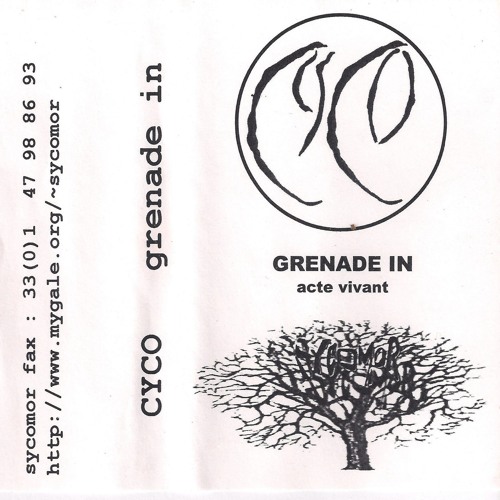 sycomor fax : 33(0)1 47 98 86 93
http://www.mygale.org/~sycomor
CYCO grenade in
CYCO
GRENADE IN
acte vivant
SYCOMOR
SYCOMOR